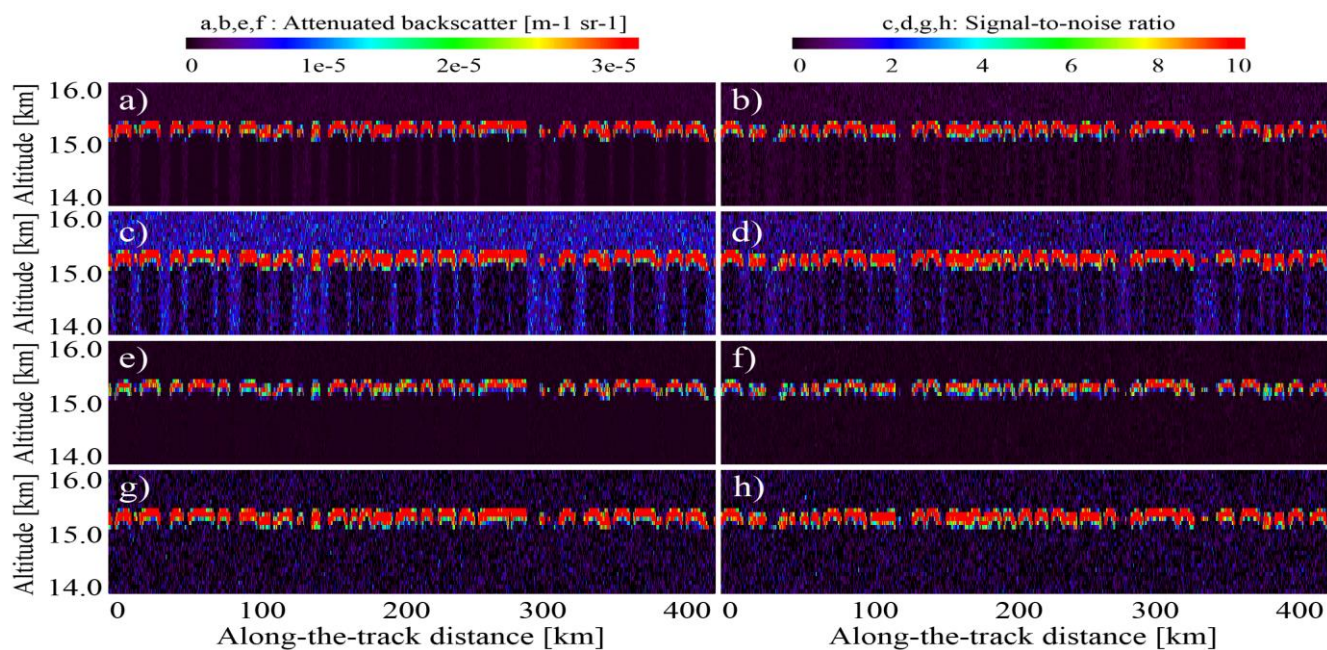 a,b,e,f : Attenuated backscatter [m-1 sr-1]
c,d,g,h: Signal-to-noise ratio
0 1e-5 2e-5 3e-5
0 2 4 6 8 10
16.0
a)
b)
Altitude [km]
15.0
14.0
16.0
c)
d)
Altitude [km]
15.0
14.0
16.0
e)
f)
Altitude [km]
15.0
14.0
16.0
g)
h)
Altitude [km]
15.0
14.0
0 100 200 300 400
0 100 200 300 400
Along-the-track distance [km]
Along-the-track distance [km]